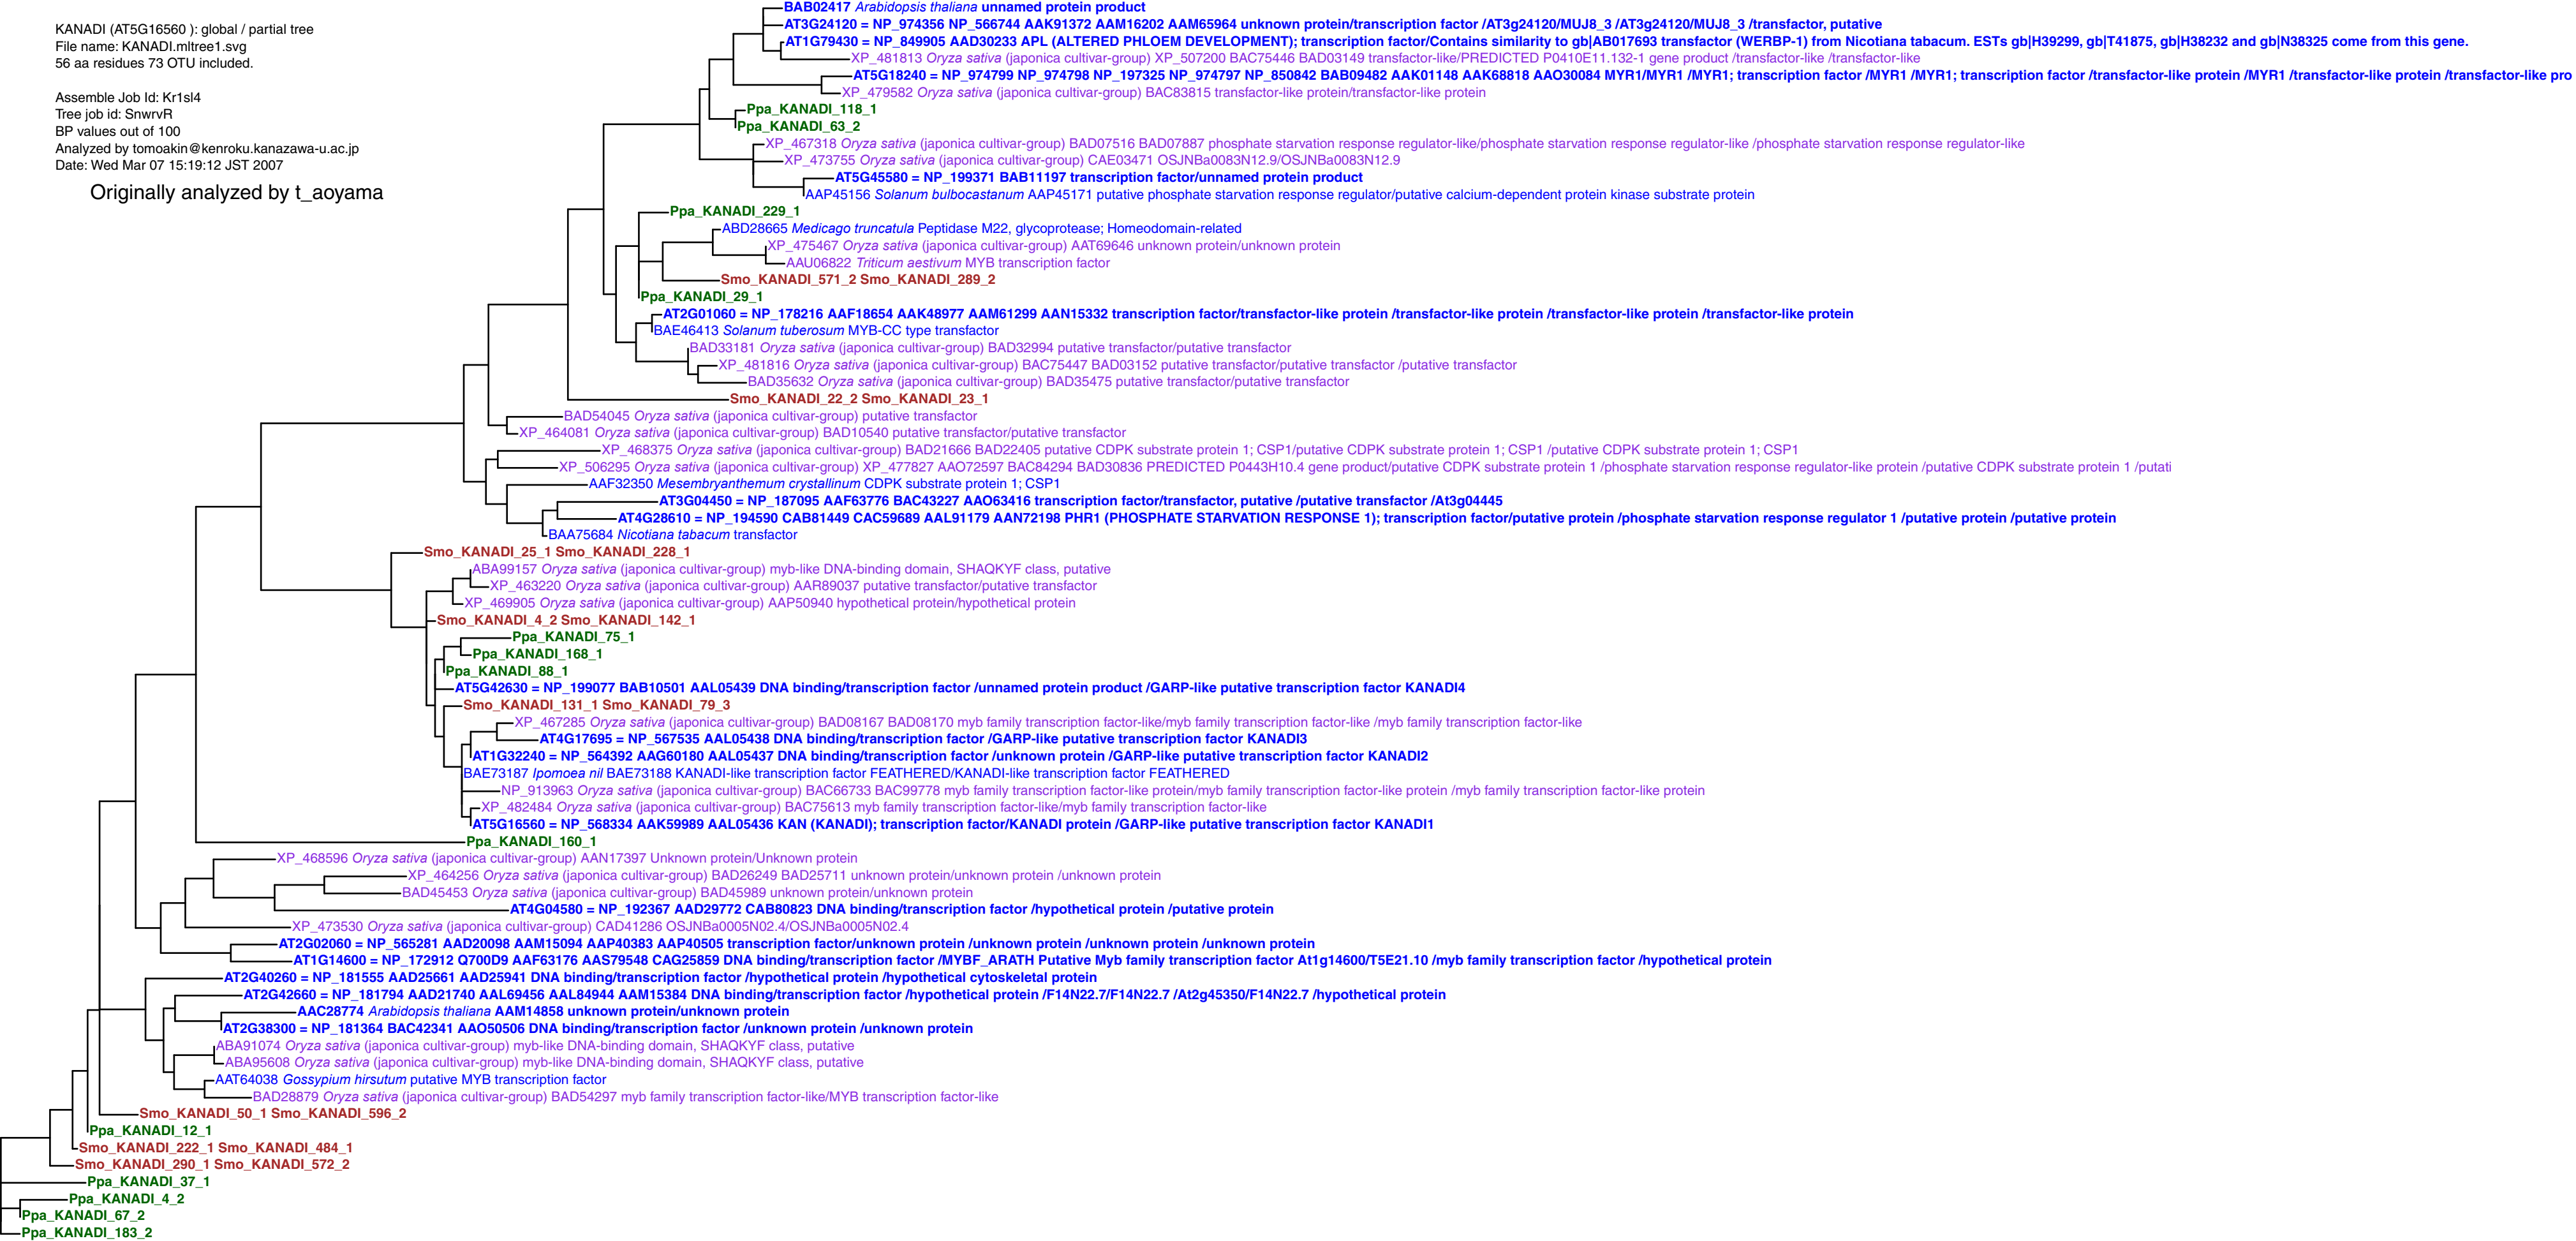 KANADI (AT5G16560 ): global / partial tree
File name: KANADI.mltree1.svg
56 aa residues 73 OTU included.
Assemble Job Id: Kr1sl4
Tree job id: SnwrvR
BP values out of 100
Analyzed by tomoakin@kenroku.kanazawa-u.ac.jp
Date: Wed Mar 07 15:19:12 JST 2007
Originally analyzed by t_aoyama
BAB02417 Arabidopsis thaliana unnamed protein product
AT3G24120 = NP_974356 NP_566744 AAK91372 AAM16202 AAM65964 unknown protein/transcription factor /AT3g24120/MUJ8_3 /AT3g24120/MUJ8_3 /transfactor, putative
AT1G79430 = NP_849905 AAD30233 APL (ALTERED PHLOEM DEVELOPMENT); transcription factor/Contains similarity to gb|AB017693 transfactor (WERBP-1) from Nicotiana tabacum. ESTs gb|H39299, gb|T41875, gb|H38232 and gb|N38325 come from this gene.
XP_481813 Oryza sativa (japonica cultivar-group) XP_507200 BAC75446 BAD03149 transfactor-like/PREDICTED P0410E11.132-1 gene product /transfactor-like /transfactor-like
AT5G18240 = NP_974799 NP_974798 NP_197325 NP_974797 NP_850842 BAB09482 AAK01148 AAK68818 AAO30084 MYR1/MYR1 /MYR1; transcription factor /MYR1 /MYR1; transcription factor /transfactor-like protein /MYR1 /transfactor-like protein /transfactor-like pro
XP_479582 Oryza sativa (japonica cultivar-group) BAC83815 transfactor-like protein/transfactor-like protein
Ppa_KANADI_118_1
Ppa_KANADI_63_2
XP_467318 Oryza sativa (japonica cultivar-group) BAD07516 BAD07887 phosphate starvation response regulator-like/phosphate starvation response regulator-like /phosphate starvation response regulator-like
XP_473755 Oryza sativa (japonica cultivar-group) CAE03471 OSJNBa0083N12.9/OSJNBa0083N12.9
AT5G45580 = NP_199371 BAB11197 transcription factor/unnamed protein product
AAP45156 Solanum bulbocastanum AAP45171 putative phosphate starvation response regulator/putative calcium-dependent protein kinase substrate protein
Ppa_KANADI_229_1
ABD28665 Medicago truncatula Peptidase M22, glycoprotease; Homeodomain-related
XP_475467 Oryza sativa (japonica cultivar-group) AAT69646 unknown protein/unknown protein
AAU06822 Triticum aestivum MYB transcription factor
Smo_KANADI_571_2 Smo_KANADI_289_2
Ppa_KANADI_29_1
AT2G01060 = NP_178216 AAF18654 AAK48977 AAM61299 AAN15332 transcription factor/transfactor-like protein /transfactor-like protein /transfactor-like protein /transfactor-like protein
BAE46413 Solanum tuberosum MYB-CC type transfactor
BAD33181 Oryza sativa (japonica cultivar-group) BAD32994 putative transfactor/putative transfactor
XP_481816 Oryza sativa (japonica cultivar-group) BAC75447 BAD03152 putative transfactor/putative transfactor /putative transfactor
BAD35632 Oryza sativa (japonica cultivar-group) BAD35475 putative transfactor/putative transfactor
Smo_KANADI_22_2 Smo_KANADI_23_1
BAD54045 Oryza sativa (japonica cultivar-group) putative transfactor
XP_464081 Oryza sativa (japonica cultivar-group) BAD10540 putative transfactor/putative transfactor
XP_468375 Oryza sativa (japonica cultivar-group) BAD21666 BAD22405 putative CDPK substrate protein 1; CSP1/putative CDPK substrate protein 1; CSP1 /putative CDPK substrate protein 1; CSP1
XP_506295 Oryza sativa (japonica cultivar-group) XP_477827 AAO72597 BAC84294 BAD30836 PREDICTED P0443H10.4 gene product/putative CDPK substrate protein 1 /phosphate starvation response regulator-like protein /putative CDPK substrate protein 1 /putati
AAF32350 Mesembryanthemum crystallinum CDPK substrate protein 1; CSP1
AT3G04450 = NP_187095 AAF63776 BAC43227 AAO63416 transcription factor/transfactor, putative /putative transfactor /At3g04445
AT4G28610 = NP_194590 CAB81449 CAC59689 AAL91179 AAN72198 PHR1 (PHOSPHATE STARVATION RESPONSE 1); transcription factor/putative protein /phosphate starvation response regulator 1 /putative protein /putative protein
BAA75684 Nicotiana tabacum transfactor
Smo_KANADI_25_1 Smo_KANADI_228_1
ABA99157 Oryza sativa (japonica cultivar-group) myb-like DNA-binding domain, SHAQKYF class, putative
XP_463220 Oryza sativa (japonica cultivar-group) AAR89037 putative transfactor/putative transfactor
XP_469905 Oryza sativa (japonica cultivar-group) AAP50940 hypothetical protein/hypothetical protein
Smo_KANADI_4_2 Smo_KANADI_142_1
Ppa_KANADI_75_1
Ppa_KANADI_168_1
Ppa_KANADI_88_1
AT5G42630 = NP_199077 BAB10501 AAL05439 DNA binding/transcription factor /unnamed protein product /GARP-like putative transcription factor KANADI4
Smo_KANADI_131_1 Smo_KANADI_79_3
XP_467285 Oryza sativa (japonica cultivar-group) BAD08167 BAD08170 myb family transcription factor-like/myb family transcription factor-like /myb family transcription factor-like
AT4G17695 = NP_567535 AAL05438 DNA binding/transcription factor /GARP-like putative transcription factor KANADI3
AT1G32240 = NP_564392 AAG60180 AAL05437 DNA binding/transcription factor /unknown protein /GARP-like putative transcription factor KANADI2
BAE73187 Ipomoea nil BAE73188 KANADI-like transcription factor FEATHERED/KANADI-like transcription factor FEATHERED
NP_913963 Oryza sativa (japonica cultivar-group) BAC66733 BAC99778 myb family transcription factor-like protein/myb family transcription factor-like protein /myb family transcription factor-like protein
XP_482484 Oryza sativa (japonica cultivar-group) BAC75613 myb family transcription factor-like/myb family transcription factor-like
AT5G16560 = NP_568334 AAK59989 AAL05436 KAN (KANADI); transcription factor/KANADI protein /GARP-like putative transcription factor KANADI1
Ppa_KANADI_160_1
XP_468596 Oryza sativa (japonica cultivar-group) AAN17397 Unknown protein/Unknown protein
XP_464256 Oryza sativa (japonica cultivar-group) BAD26249 BAD25711 unknown protein/unknown protein /unknown protein
BAD45453 Oryza sativa (japonica cultivar-group) BAD45989 unknown protein/unknown protein
AT4G04580 = NP_192367 AAD29772 CAB80823 DNA binding/transcription factor /hypothetical protein /putative protein
XP_473530 Oryza sativa (japonica cultivar-group) CAD41286 OSJNBa0005N02.4/OSJNBa0005N02.4
AT2G02060 = NP_565281 AAD20098 AAM15094 AAP40383 AAP40505 transcription factor/unknown protein /unknown protein /unknown protein /unknown protein
AT1G14600 = NP_172912 Q700D9 AAF63176 AAS79548 CAG25859 DNA binding/transcription factor /MYBF_ARATH Putative Myb family transcription factor At1g14600/T5E21.10 /myb family transcription factor /hypothetical protein
AT2G40260 = NP_181555 AAD25661 AAD25941 DNA binding/transcription factor /hypothetical protein /hypothetical cytoskeletal protein
AT2G42660 = NP_181794 AAD21740 AAL69456 AAL84944 AAM15384 DNA binding/transcription factor /hypothetical protein /F14N22.7/F14N22.7 /At2g45350/F14N22.7 /hypothetical protein
AAC28774 Arabidopsis thaliana AAM14858 unknown protein/unknown protein
AT2G38300 = NP_181364 BAC42341 AAO50506 DNA binding/transcription factor /unknown protein /unknown protein
ABA91074 Oryza sativa (japonica cultivar-group) myb-like DNA-binding domain, SHAQKYF class, putative
ABA95608 Oryza sativa (japonica cultivar-group) myb-like DNA-binding domain, SHAQKYF class, putative
AAT64038 Gossypium hirsutum putative MYB transcription factor
BAD28879 Oryza sativa (japonica cultivar-group) BAD54297 myb family transcription factor-like/MYB transcription factor-like
Smo_KANADI_50_1 Smo_KANADI_596_2
Ppa_KANADI_12_1
Smo_KANADI_222_1 Smo_KANADI_484_1
Smo_KANADI_290_1 Smo_KANADI_572_2
Ppa_KANADI_37_1
Ppa_KANADI_4_2
Ppa_KANADI_67_2
Ppa_KANADI_183_2